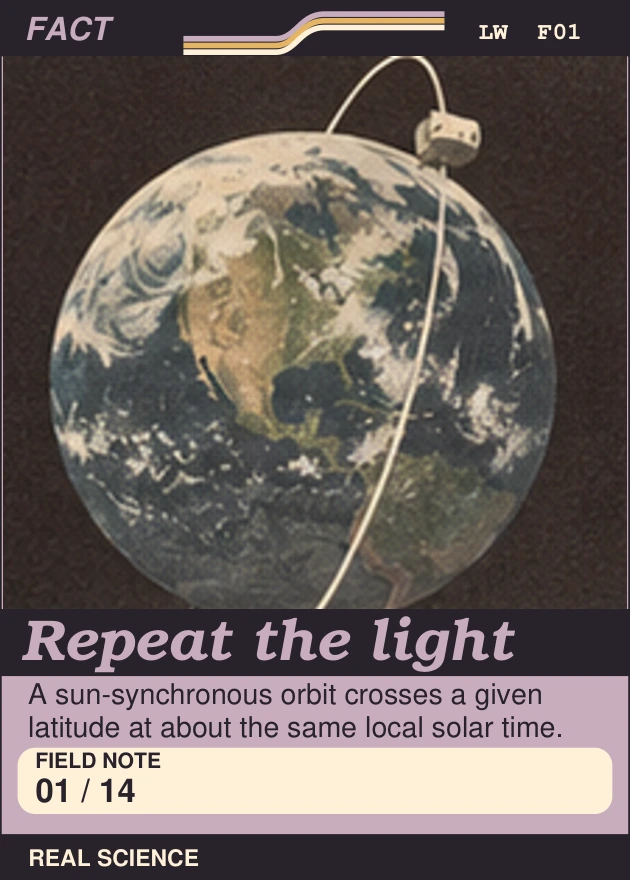 FACT
LW F01
Repeat the light
A sun-synchronous orbit crosses a given
latitude at about the same local solar time.
FIELD NOTE
01 / 14
REAL SCIENCE